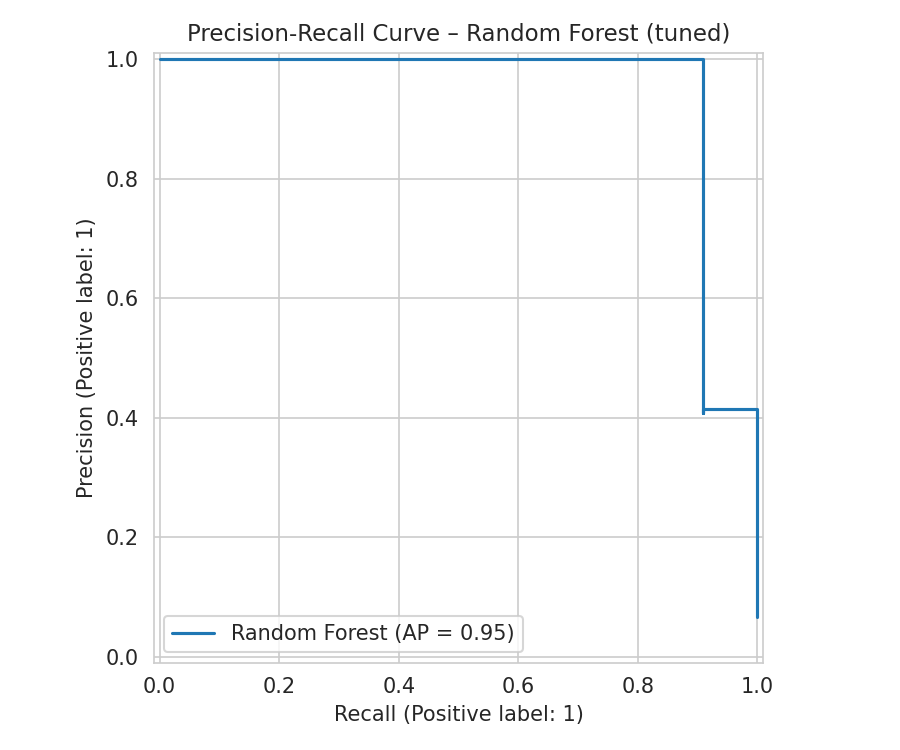 Precision-Recall Curve – Random Forest (tuned)
1.0
0.8
0.6
0.4
0.2
0.0
Precision (Positive label: 1)
Random Forest (AP = 0.95)
0.0 0.2 0.4 0.6 0.8 1.0
Recall (Positive label: 1)